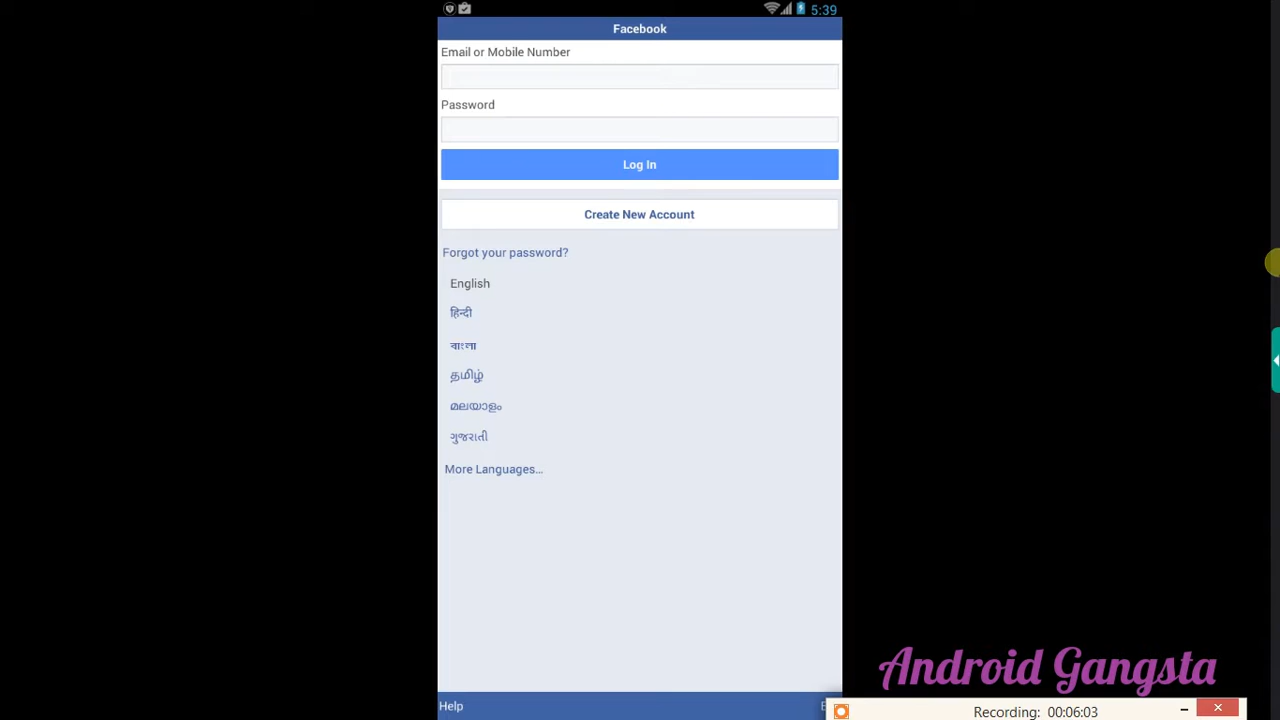 5:39
Facebook
Email or Mobile Number
Password
Log In
Create New Account
Forgot your password?
English
हिन्दी
বাংলা
தமிழ்
മലയാളം
ગુજરાતી
More Languages...
Android Gangsta
Help
Recording: 00:06:03